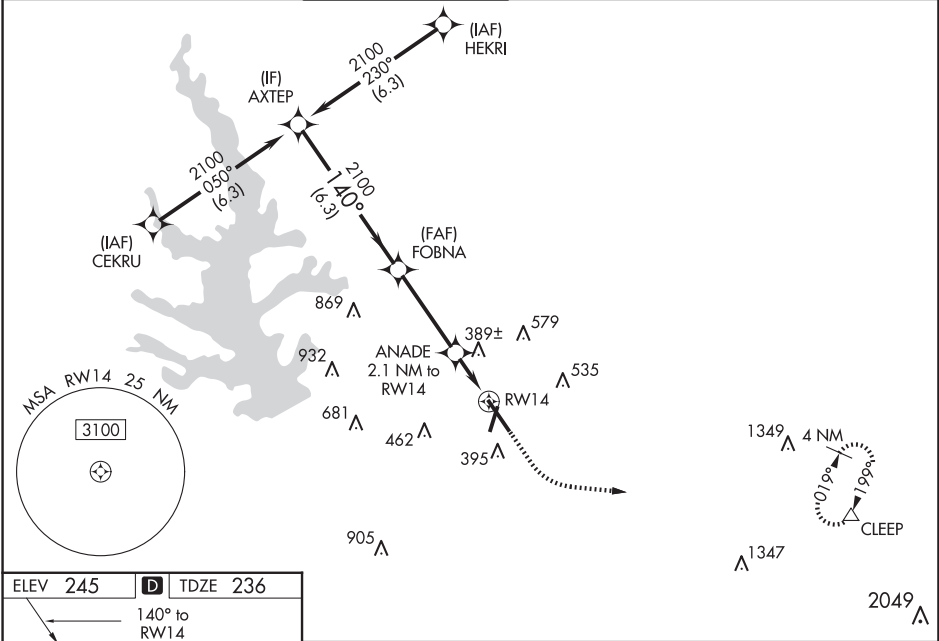 (IAF)
HEKRI
2100
230°
(6.3)
(IF)
AXTEP
2100
050°
(6.3)
2100
140°
(6.3)
(IAF)
CEKRU
(FAF)
FOBNA
869
389±
579
932
ANADE
2.1 NM to
RW14
535
RW14
MSA RW14 25 NM
3100
681
462
395
1349
4 NM
019°
199°
CLEEP
905
1347
2049
ELEV 245 D TDZE 236
140° to
RW14